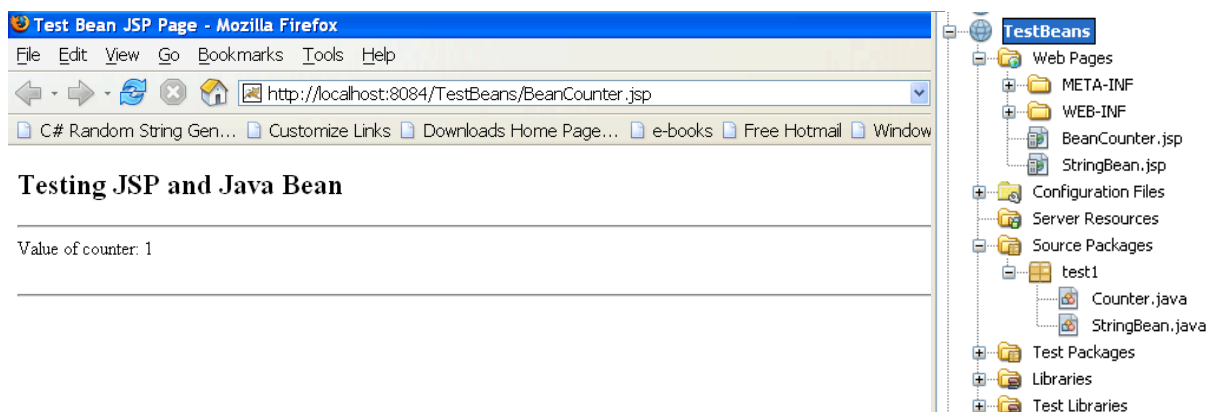 Test Bean JSP Page - Mozilla Firefox
File Edit View Go Bookmarks Tools Help
http://localhost:8084/TestBeans/BeanCounter.jsp
C# Random String Gen... Customize Links Downloads Home Page... e-books Free Hotmail Window
Testing JSP and Java Bean
Value of counter: 1
TestBeans
Web Pages
META-INF
WEB-INF
BeanCounter.jsp
StringBean.jsp
Configuration Files
Server Resources
Source Packages
test1
Counter.java
StringBean.java
Test Packages
Libraries
Test Libraries